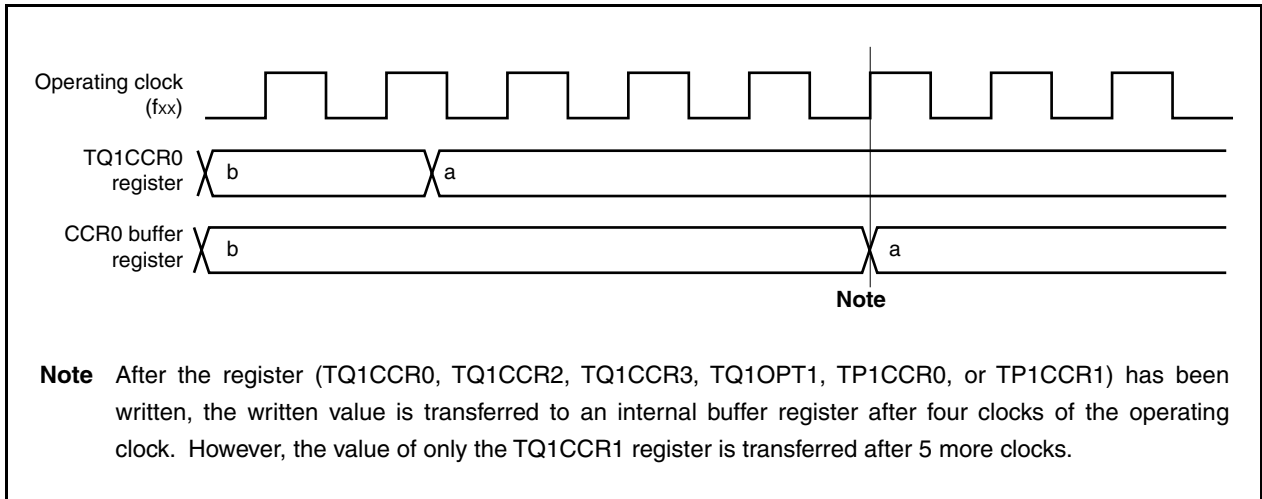 Operating clock
(fxx)
TQ1CCR0
register
b
a
CCR0 buffer
register
b
a
Note
Note After the register (TQ1CCR0, TQ1CCR2, TQ1CCR3, TQ1OPT1, TP1CCR0, or TP1CCR1) has been
written, the written value is transferred to an internal buffer register after four clocks of the operating
clock. However, the value of only the TQ1CCR1 register is transferred after 5 more clocks.